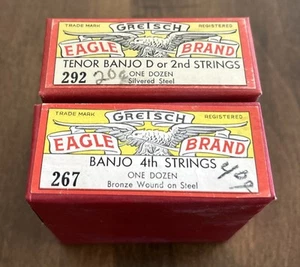 TRADE MARK GRETSCH REGISTERED
EAGLE BRAND
TENOR BANJO D or 2nd STRINGS
292 20¢ ONE DOZEN
Silvered Steel
TRADE MARK GRETSCH REGISTERED
EAGLE BRAND
BANJO 4th STRINGS
267 ONE DOZEN
Bronze Wound on Steel